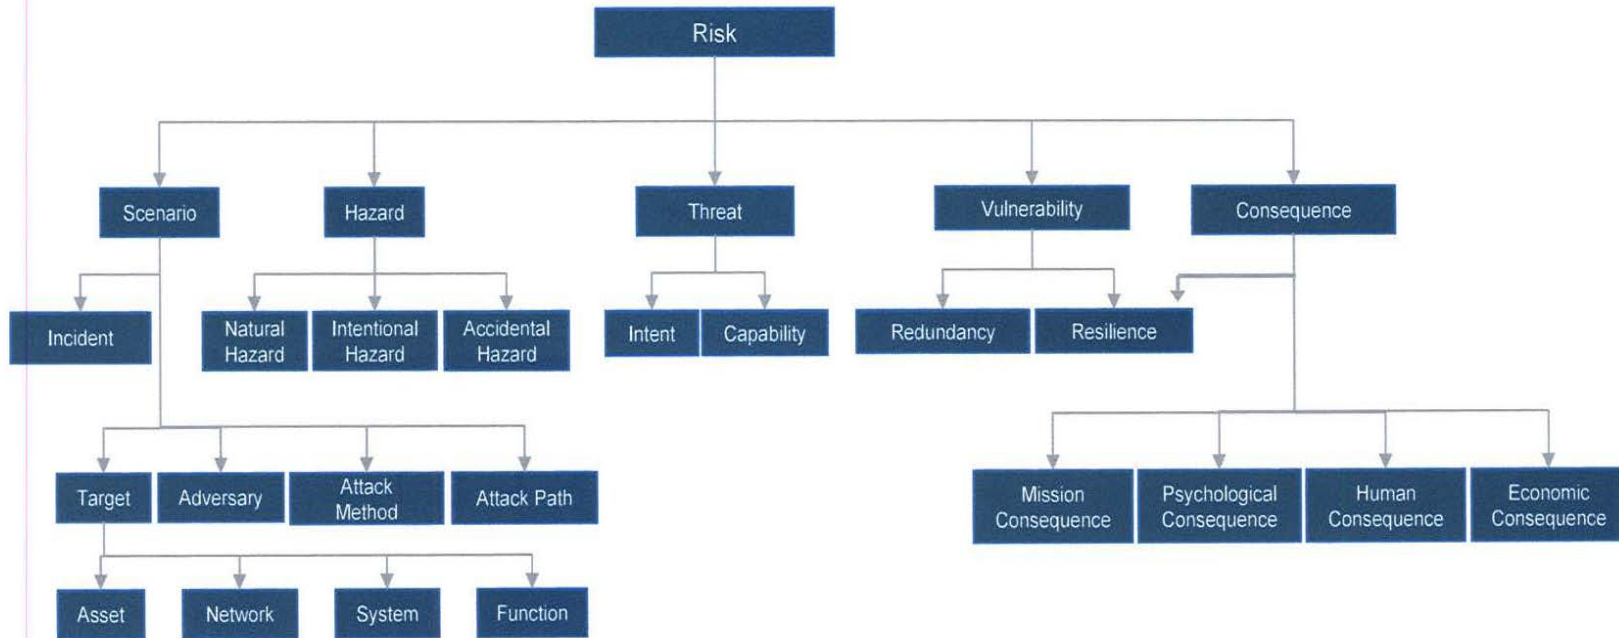 Risk
Scenario
Hazard
Threat
Vulnerability
Consequence
Incident
Natural
Hazard
Intentional
Hazard
Accidental
Hazard
Intent
Capability
Redundancy
Resilience
Target
Adversary
Attack
Method
Attack Path
Mission
Consequence
Psychological
Consequence
Human
Consequence
Economic
Consequence
Asset
Network
System
Function